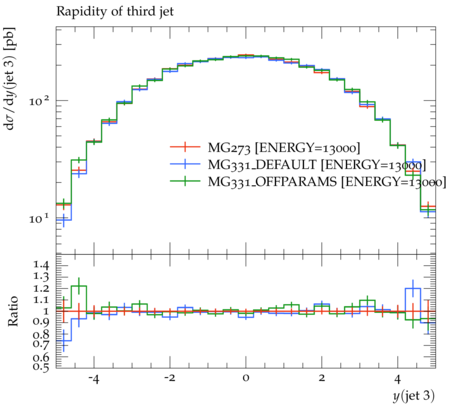 Rapidity of third jet
dσ/dy(jet 3) [pb]
10²
10¹
MG273 [ENERGY=13000]
MG331_DEFAULT [ENERGY=13000]
MG331_OFFPARAMS [ENERGY=13000]
Ratio
1.4
1.3
1.2
1.1
1
0.9
0.8
0.7
0.6
0.5
-4 -2 0 2 4
y(jet 3)